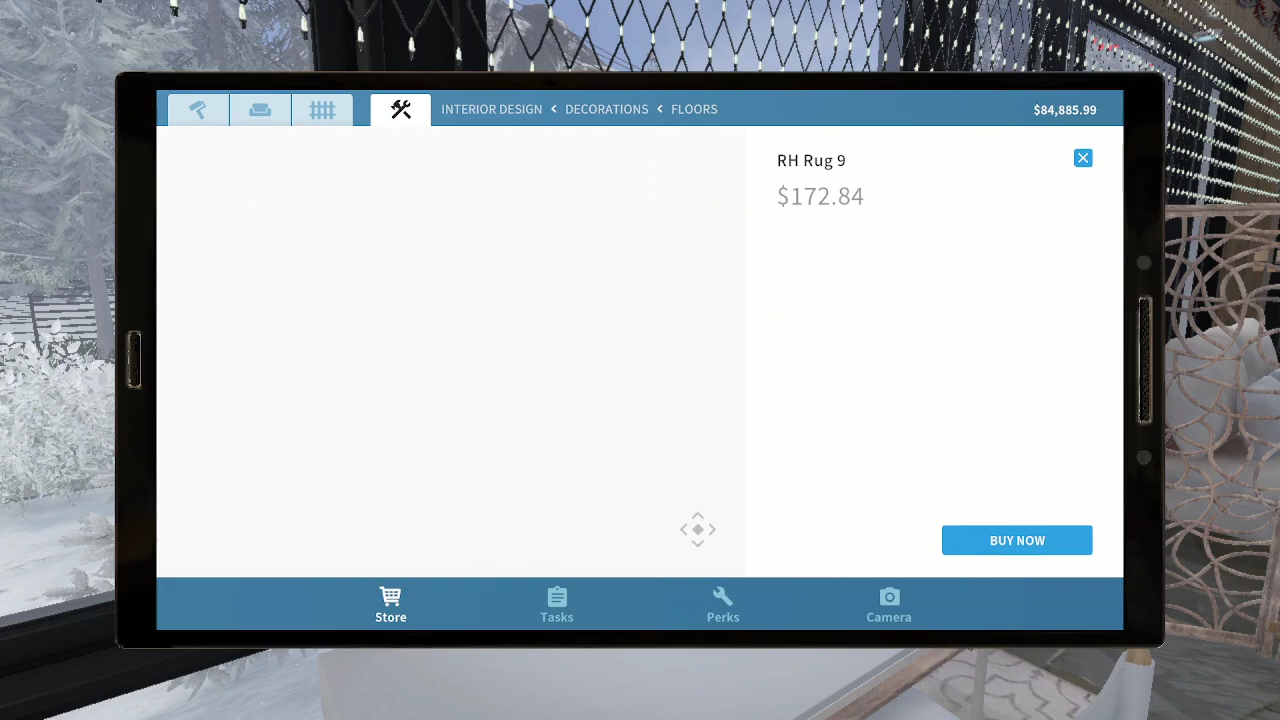 INTERIOR DESIGN < DECORATIONS < FLOORS
$84,885.99
RH Rug 9
$172.84
BUY NOW
Store
Tasks
Perks
Camera